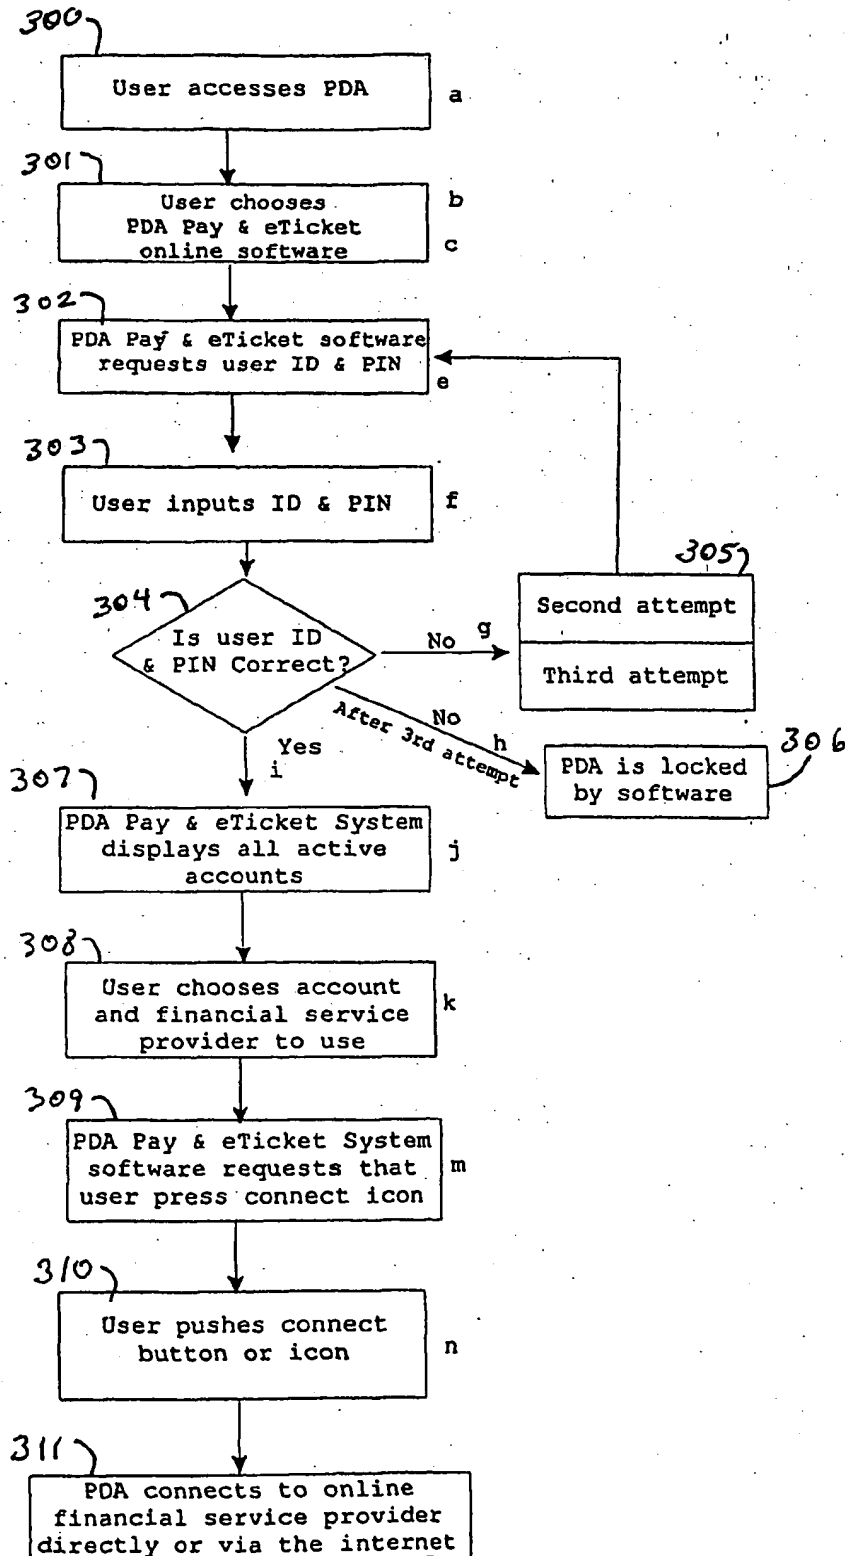 300
User accesses PDA
a
301
User chooses
b
PDA Pay & eTicket
online software
c
302
PDA Pay & eTicket software
requests user ID & PIN
e
303
User inputs ID & PIN
f
304
Is user ID
& PIN Correct?
No
g
305
Second attempt
Third attempt
No
After 3rd attempt
h
306
PDA is locked
by software
Yes
i
307
PDA Pay & eTicket System
displays all active
accounts
j
308
User chooses account
and financial service
provider to use
k
309
PDA Pay & eTicket System
software requests that
user press connect icon
m
310
User pushes connect
button or icon
n
311
PDA connects to online
financial service provider
directly or via the internet